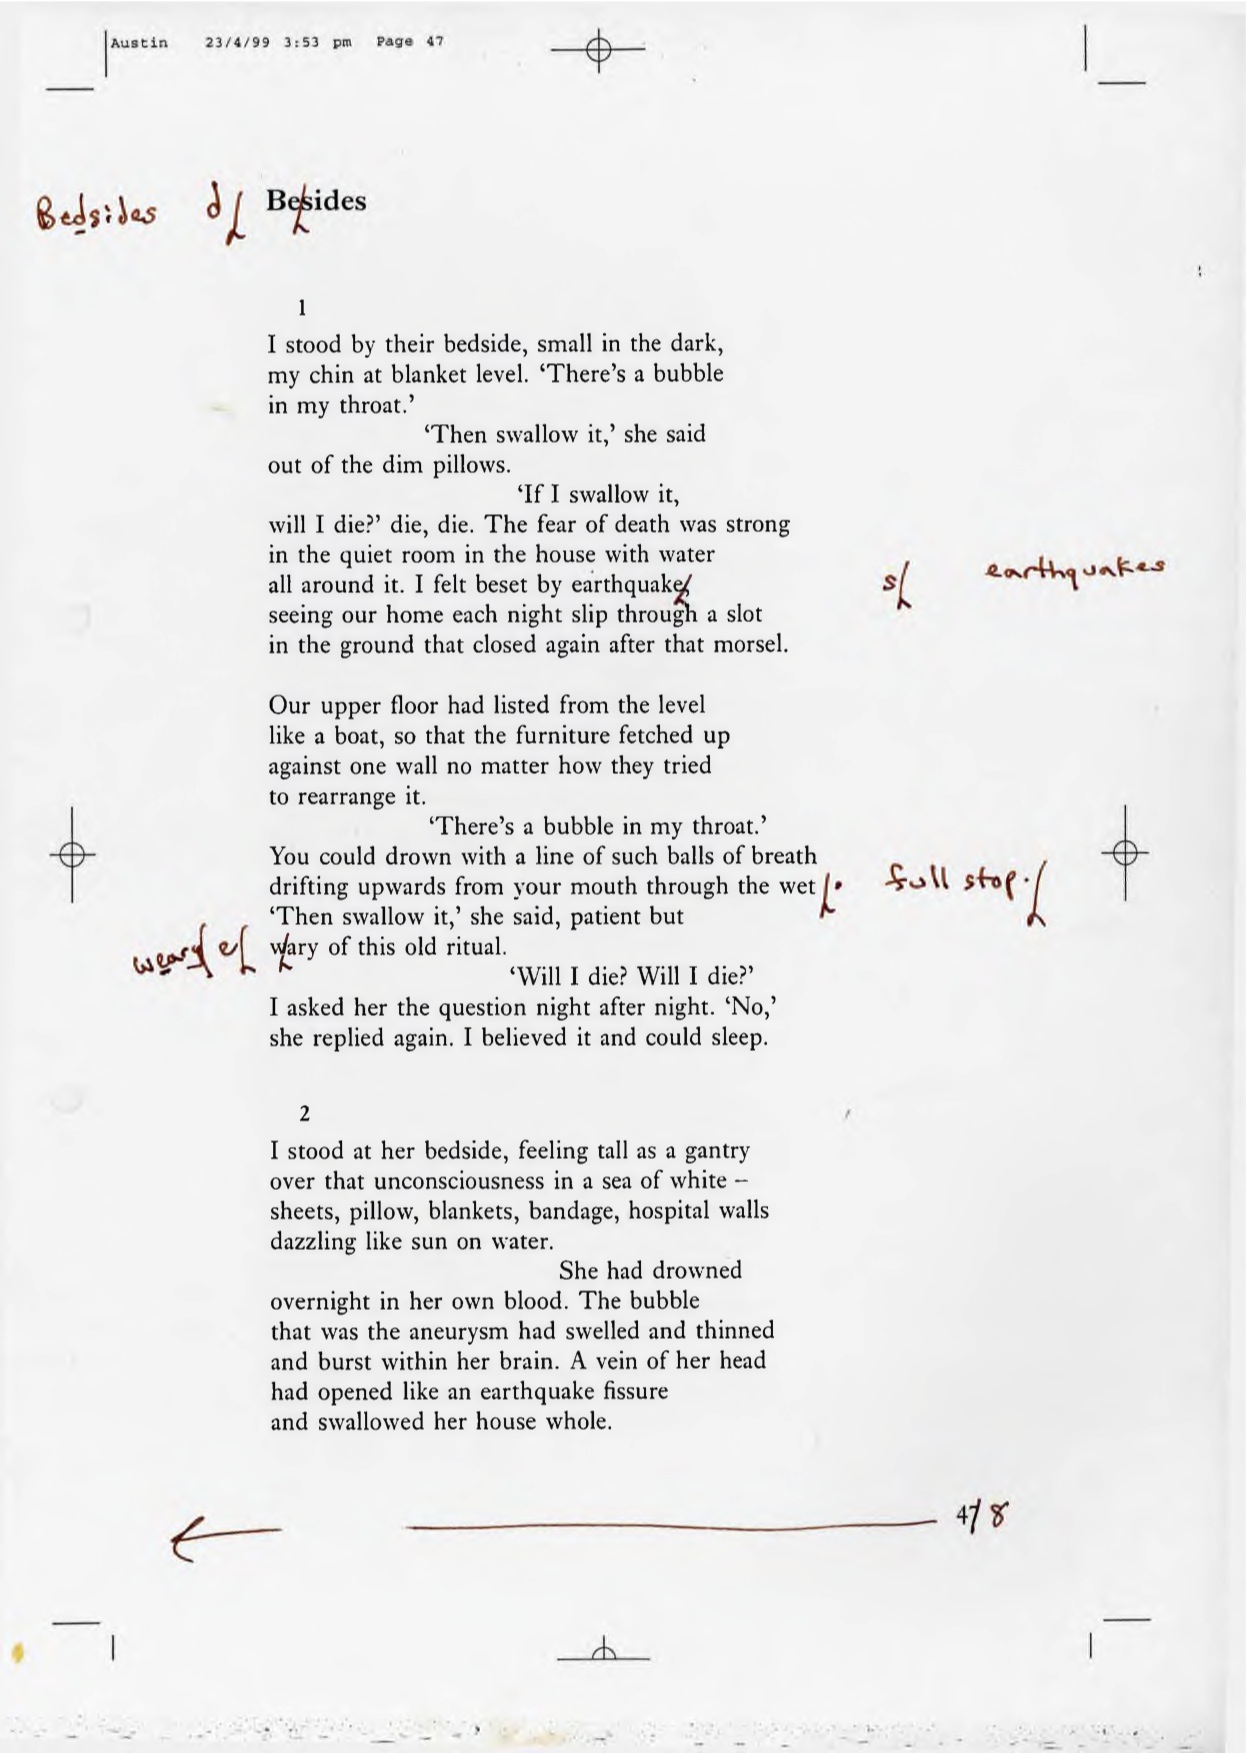 Austin 23/4/99 3:53 pm Page 47
Bedsides d Besides
1
I stood by their bedside, small in the dark,
my chin at blanket level. ‘There’s a bubble
in my throat.’
‘Then swallow it,’ she said
out of the dim pillows.
‘If I swallow it,
will I die?’ die, die. The fear of death was strong
in the quiet room in the house with water
all around it. I felt beset by earthquake, s earthquakes
seeing our home each night slip through a slot
in the ground that closed again after that morsel.
Our upper floor had listed from the level
like a boat, so that the furniture fetched up
against one wall no matter how they tried
to rearrange it.
‘There’s a bubble in my throat.’
You could drown with a line of such balls of breath
drifting upwards from your mouth through the wet . full stop .
‘Then swallow it,’ she said, patient but
weary e wary of this old ritual.
‘Will I die? Will I die?’
I asked her the question night after night. ‘No,’
she replied again. I believed it and could sleep.
2
I stood at her bedside, feeling tall as a gantry
over that unconsciousness in a sea of white –
sheets, pillow, blankets, bandage, hospital walls
dazzling like sun on water.
She had drowned
overnight in her own blood. The bubble
that was the aneurysm had swelled and thinned
and burst within her brain. A vein of her head
had opened like an earthquake fissure
and swallowed her house whole.
47 8